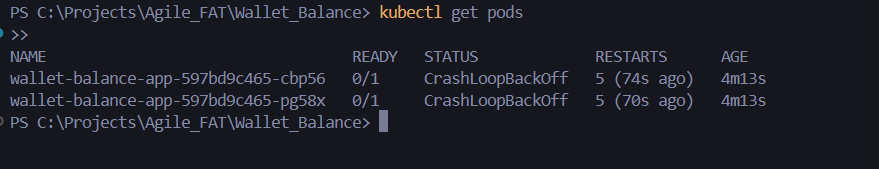 PS C:\Projects\Agile_FAT\Wallet_Balance> kubectl get pods
>>
NAME READY STATUS RESTARTS AGE
wallet-balance-app-597bd9c465-cbp56 0/1 CrashLoopBackOff 5 (74s ago) 4m13s
wallet-balance-app-597bd9c465-pg58x 0/1 CrashLoopBackOff 5 (70s ago) 4m13s
PS C:\Projects\Agile_FAT\Wallet_Balance>